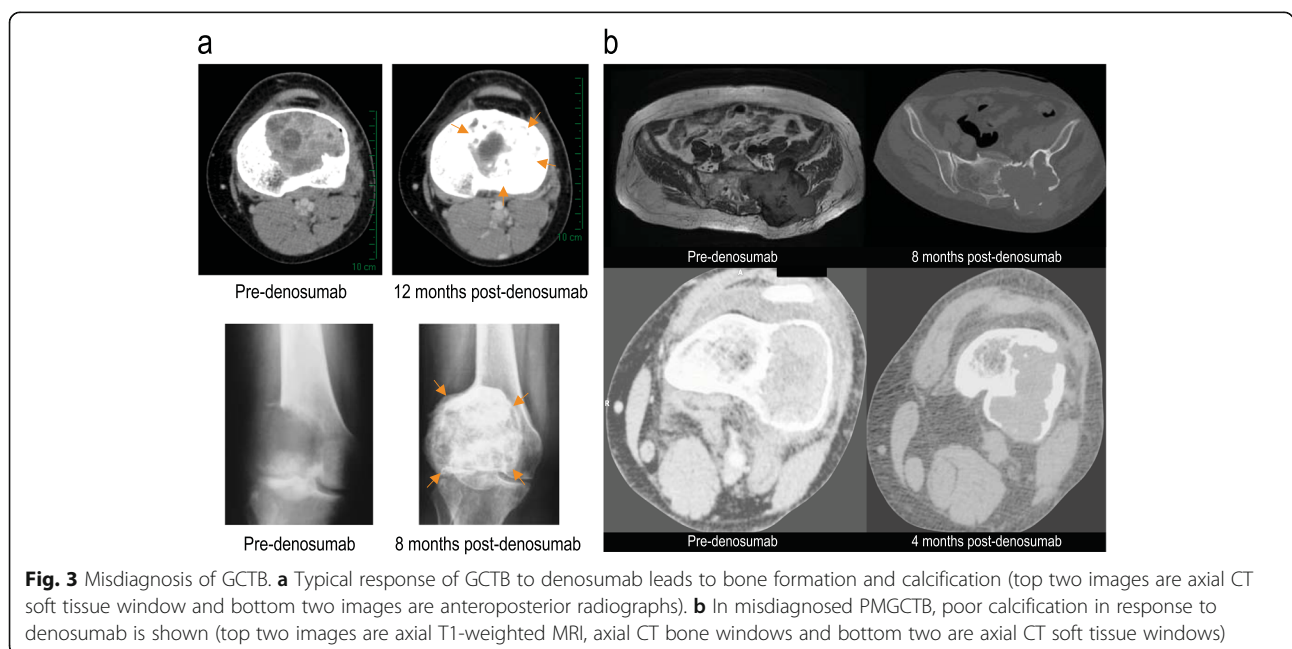 a
b
10 cm
10 cm
Pre-denosumab
12 months post-denosumab
Pre-denosumab
8 months post-denosumab
Pre-denosumab
8 months post-denosumab
A
R
Pre-denosumab
4 months post-denosumab
Fig. 3 Misdiagnosis of GCTB. a Typical response of GCTB to denosumab leads to bone formation and calcification (top two images are axial CT
soft tissue window and bottom two images are anteroposterior radiographs). b In misdiagnosed PMGCTB, poor calcification in response to
denosumab is shown (top two images are axial T1-weighted MRI, axial CT bone windows and bottom two are axial CT soft tissue windows)